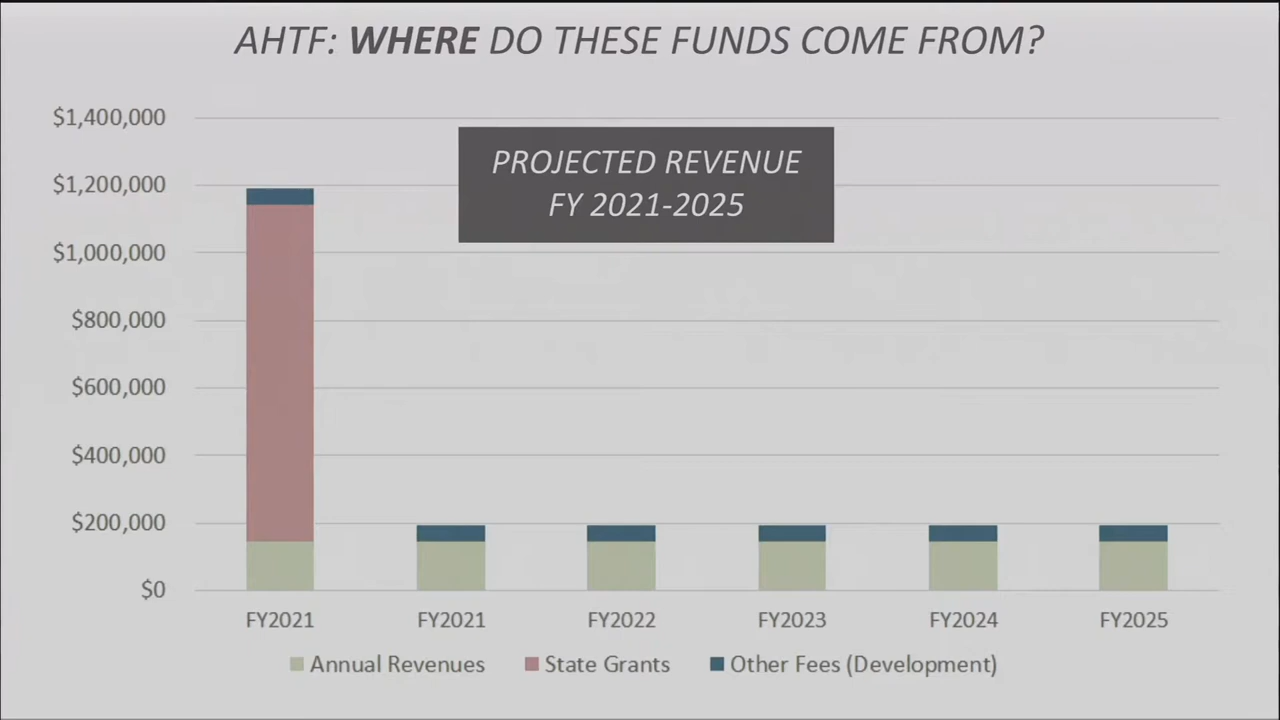 AHTF: WHERE DO THESE FUNDS COME FROM?
PROJECTED REVENUE
FY 2021-2025
$1,400,000
$1,200,000
$1,000,000
$800,000
$600,000
$400,000
$200,000
$0
FY2021 FY2021 FY2022 FY2023 FY2024 FY2025
Annual Revenues State Grants Other Fees (Development)